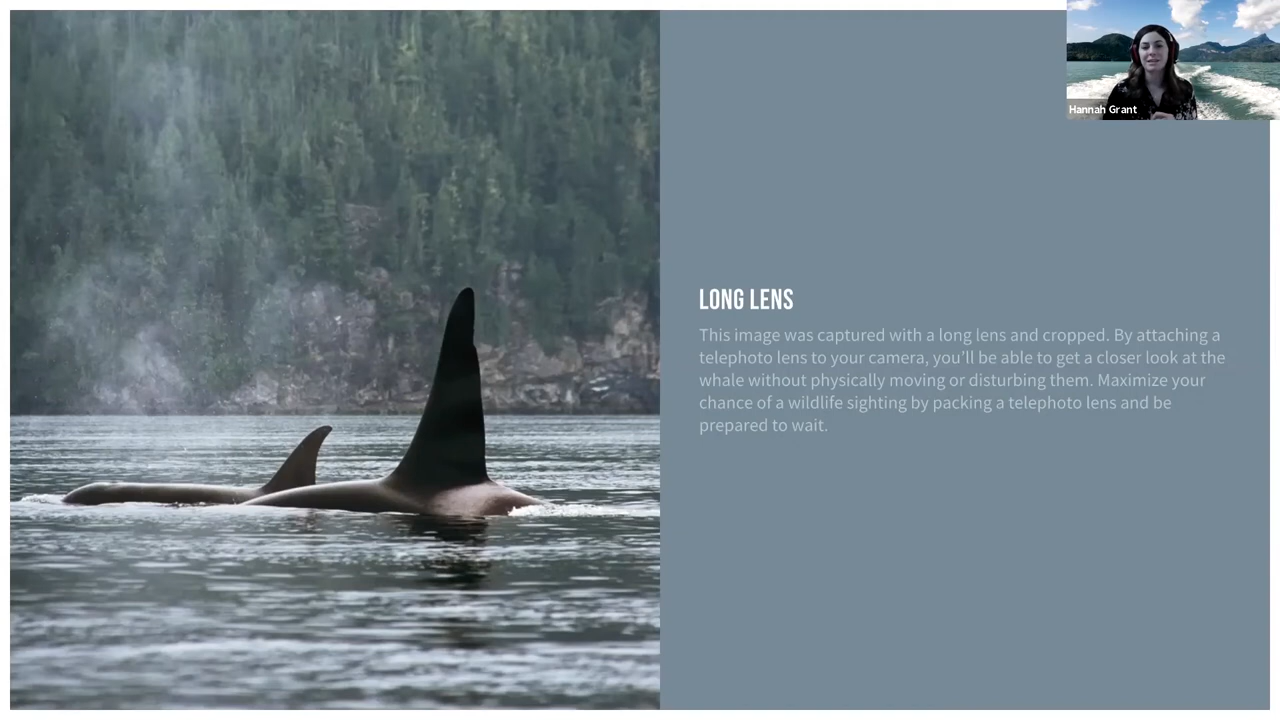 Hannah Grant
LONG LENS
This image was captured with a long lens and cropped. By attaching a
telephoto lens to your camera, you’ll be able to get a closer look at the
whale without physically moving or disturbing them. Maximize your
chance of a wildlife sighting by packing a telephoto lens and be
prepared to wait.